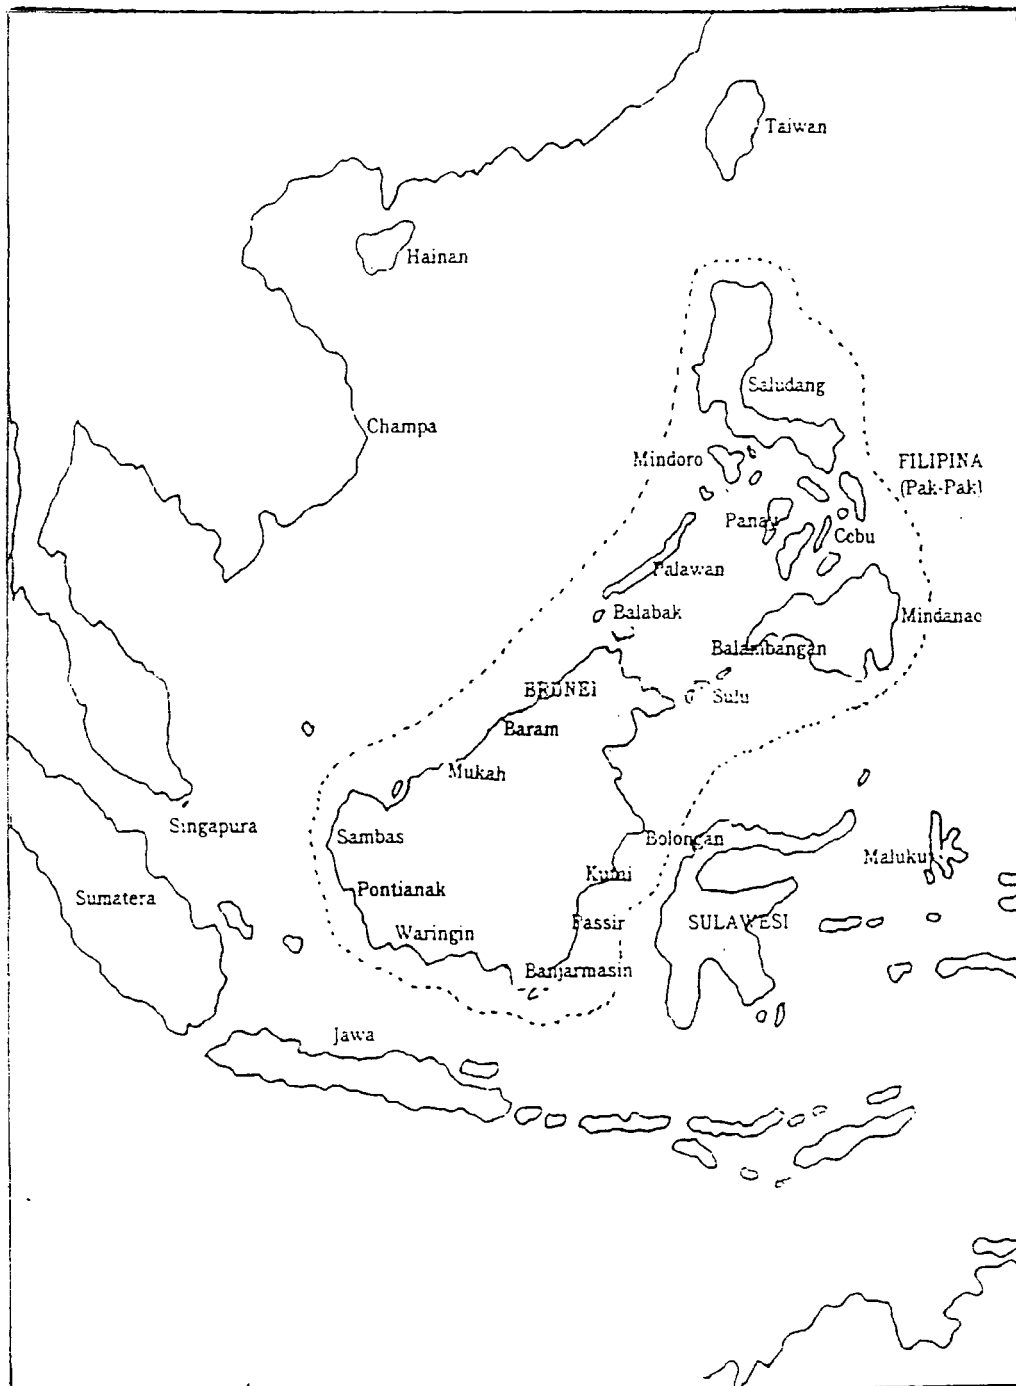 Taiwan
Hainan
Saludang
Champa
Mindoro
FILIPINA
(Pak-Pak)
Panay
Cebu
Palawan
Balabak
Mindanao
Balambangan
BRUNEI
Sulu
Baram
Mukah
Singapura
Sambas
Bolongan
Maluku
Kutai
Pontianak
Sumatera
Passir
SULAWESI
Waringin
Banjarmasin
Jawa